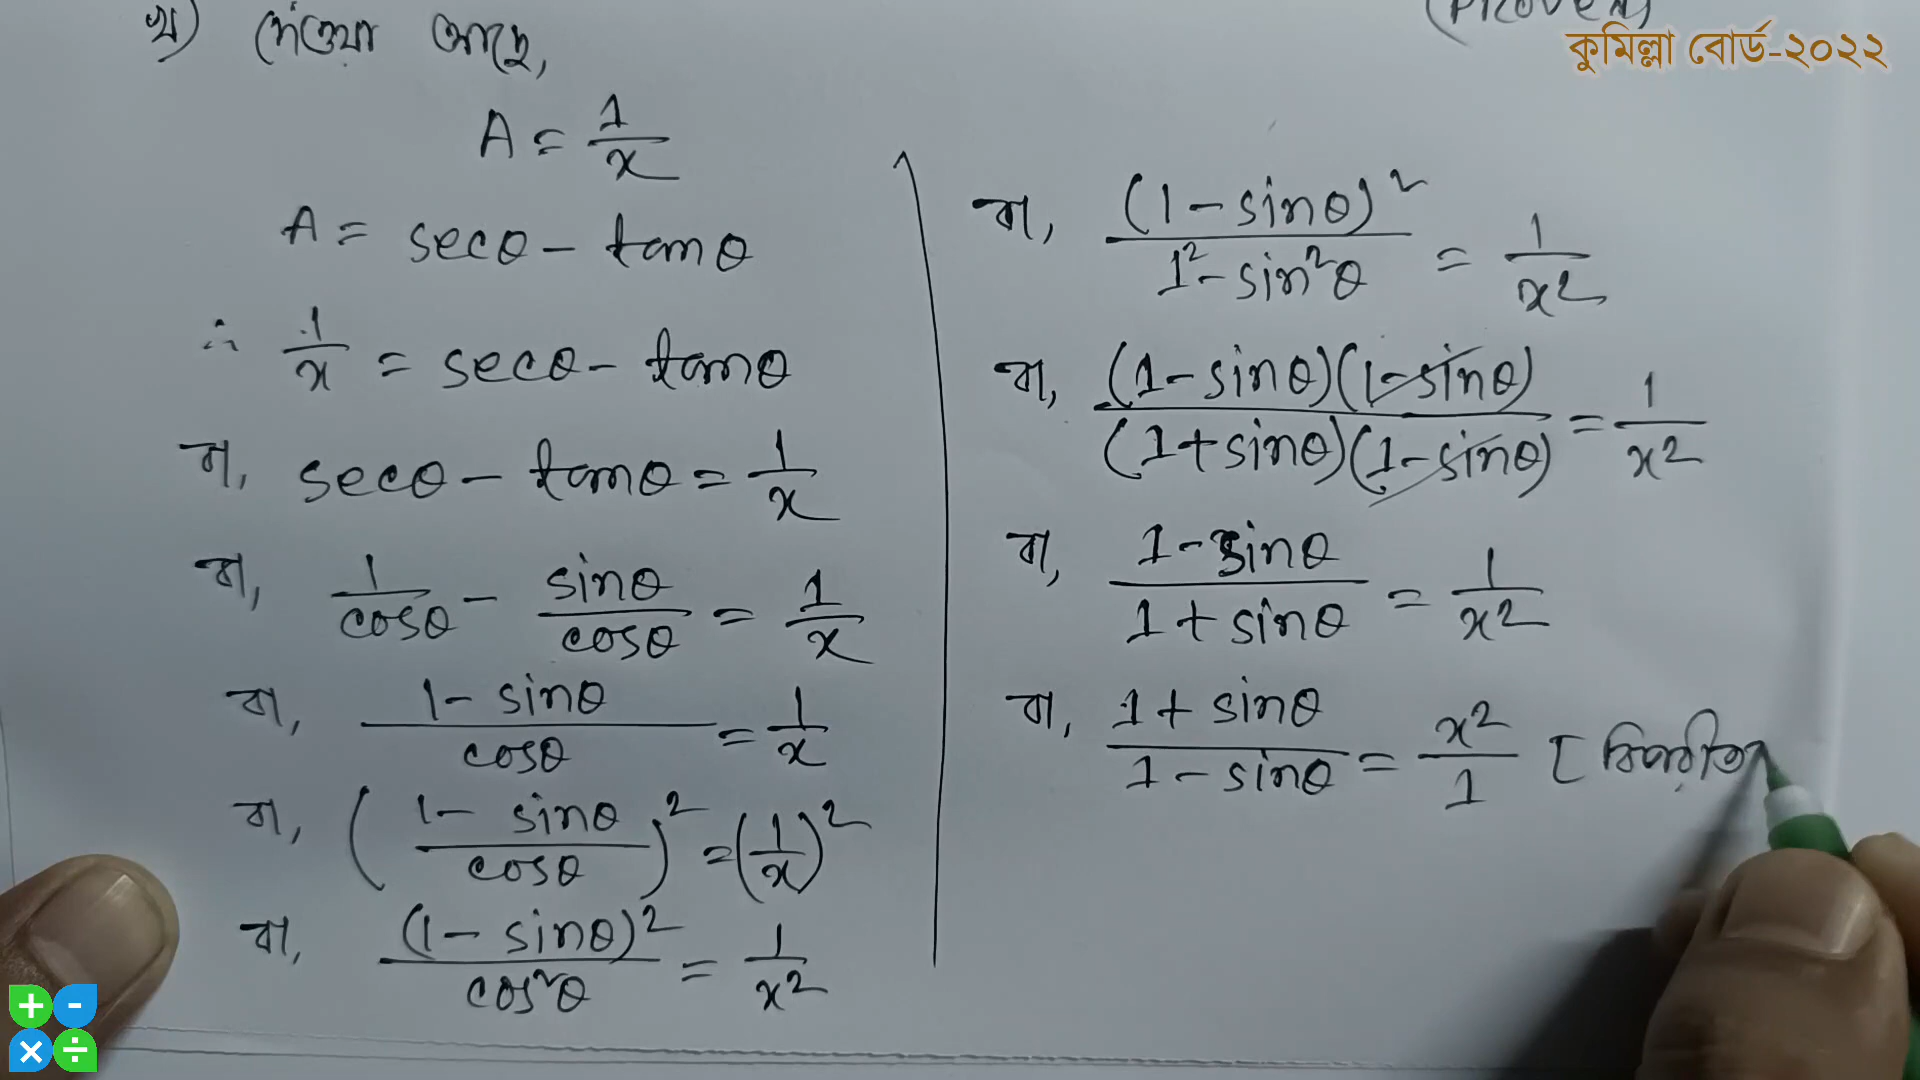 (PROVED)
কুমিল্লা বোর্ড-২০২২
খ) দেওয়া আছে,
A = 1/x
A = secθ - tanθ
∴ 1/x = secθ - tanθ
বা, secθ - tanθ = 1/x
বা, 1/cosθ - sinθ/cosθ = 1/x
বা, (1 - sinθ)/cosθ = 1/x
বা, ((1 - sinθ)/cosθ)² = (1/x)²
বা, (1 - sinθ)²/cos²θ = 1/x²
বা, (1 - sinθ)²/(1² - sin²θ) = 1/x²
বা, (1 - sinθ)(1 - sinθ)/(1 + sinθ)(1 - sinθ) = 1/x²
বা, (1 - sinθ)/(1 + sinθ) = 1/x²
বা, (1 + sinθ)/(1 - sinθ) = x²/1 [ বিপরীত
+ - × ÷